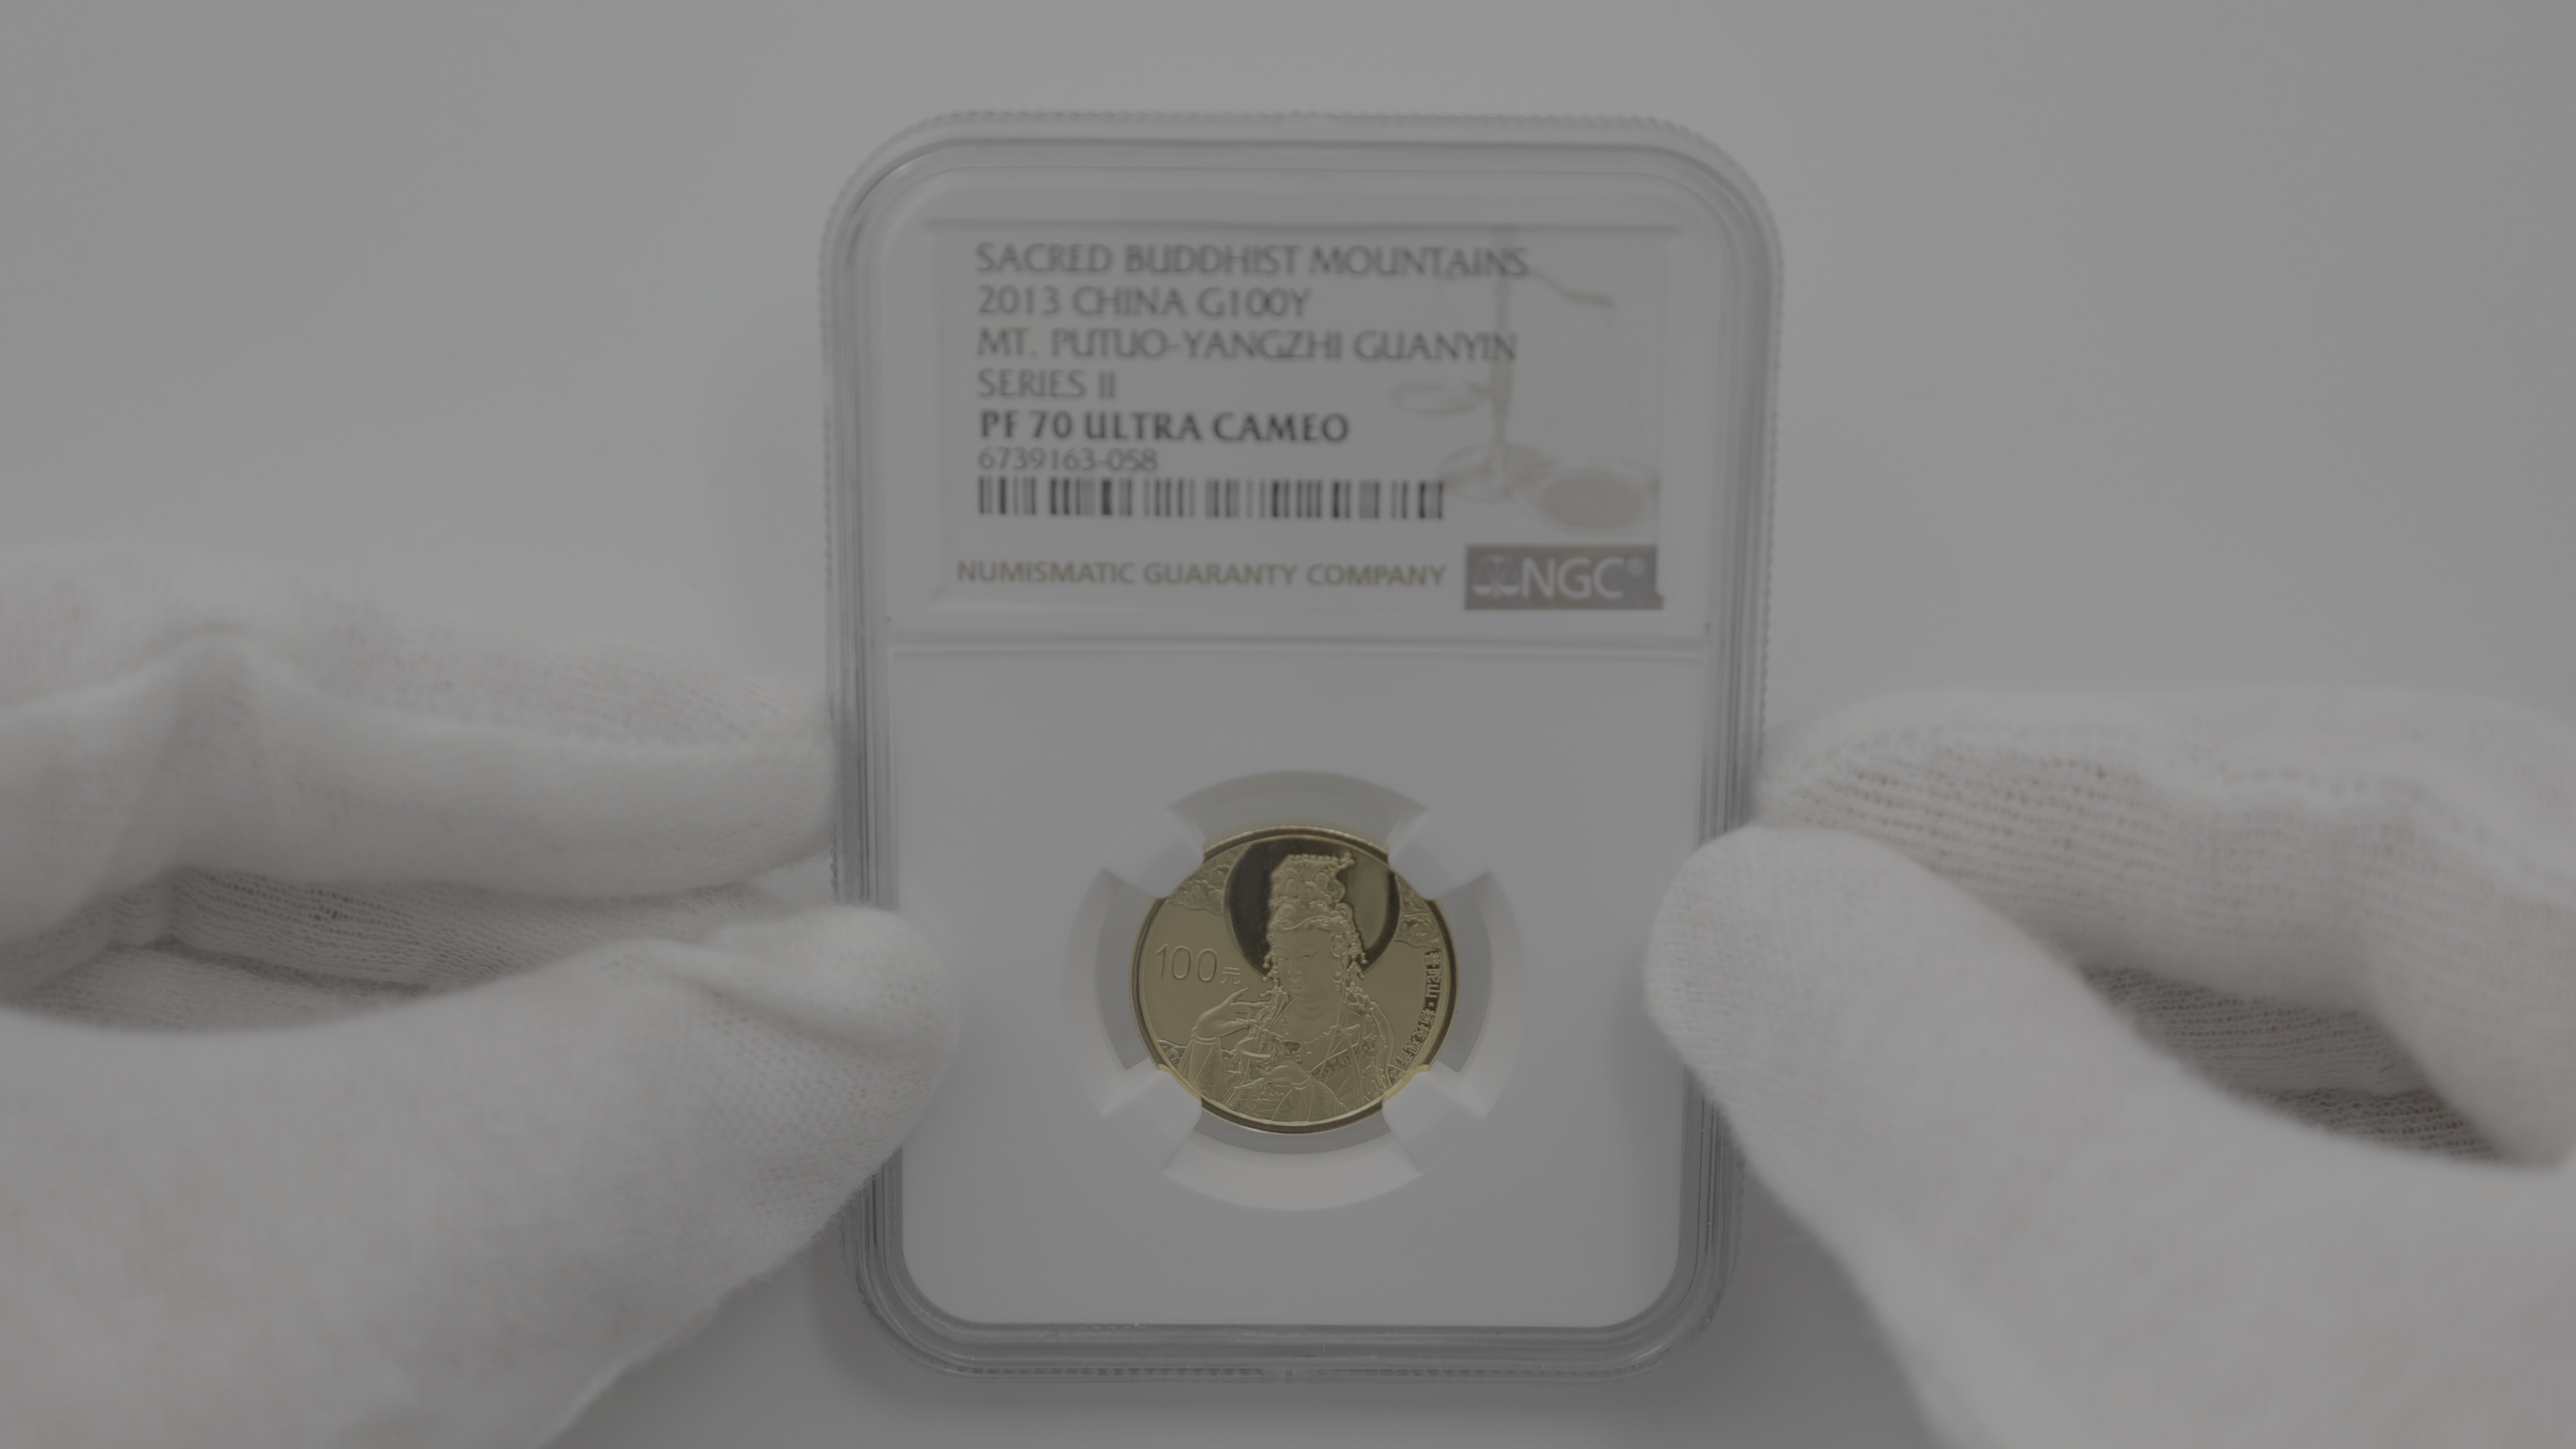 SACRED BUDDHIST MOUNTAINS
2013 CHINA G100Y
MT. PUTUO-YANGZHI GUANYIN
SERIES II
PF 70 ULTRA CAMEO
6739163-058
NUMISMATIC GUARANTY COMPANY NGC®
100元